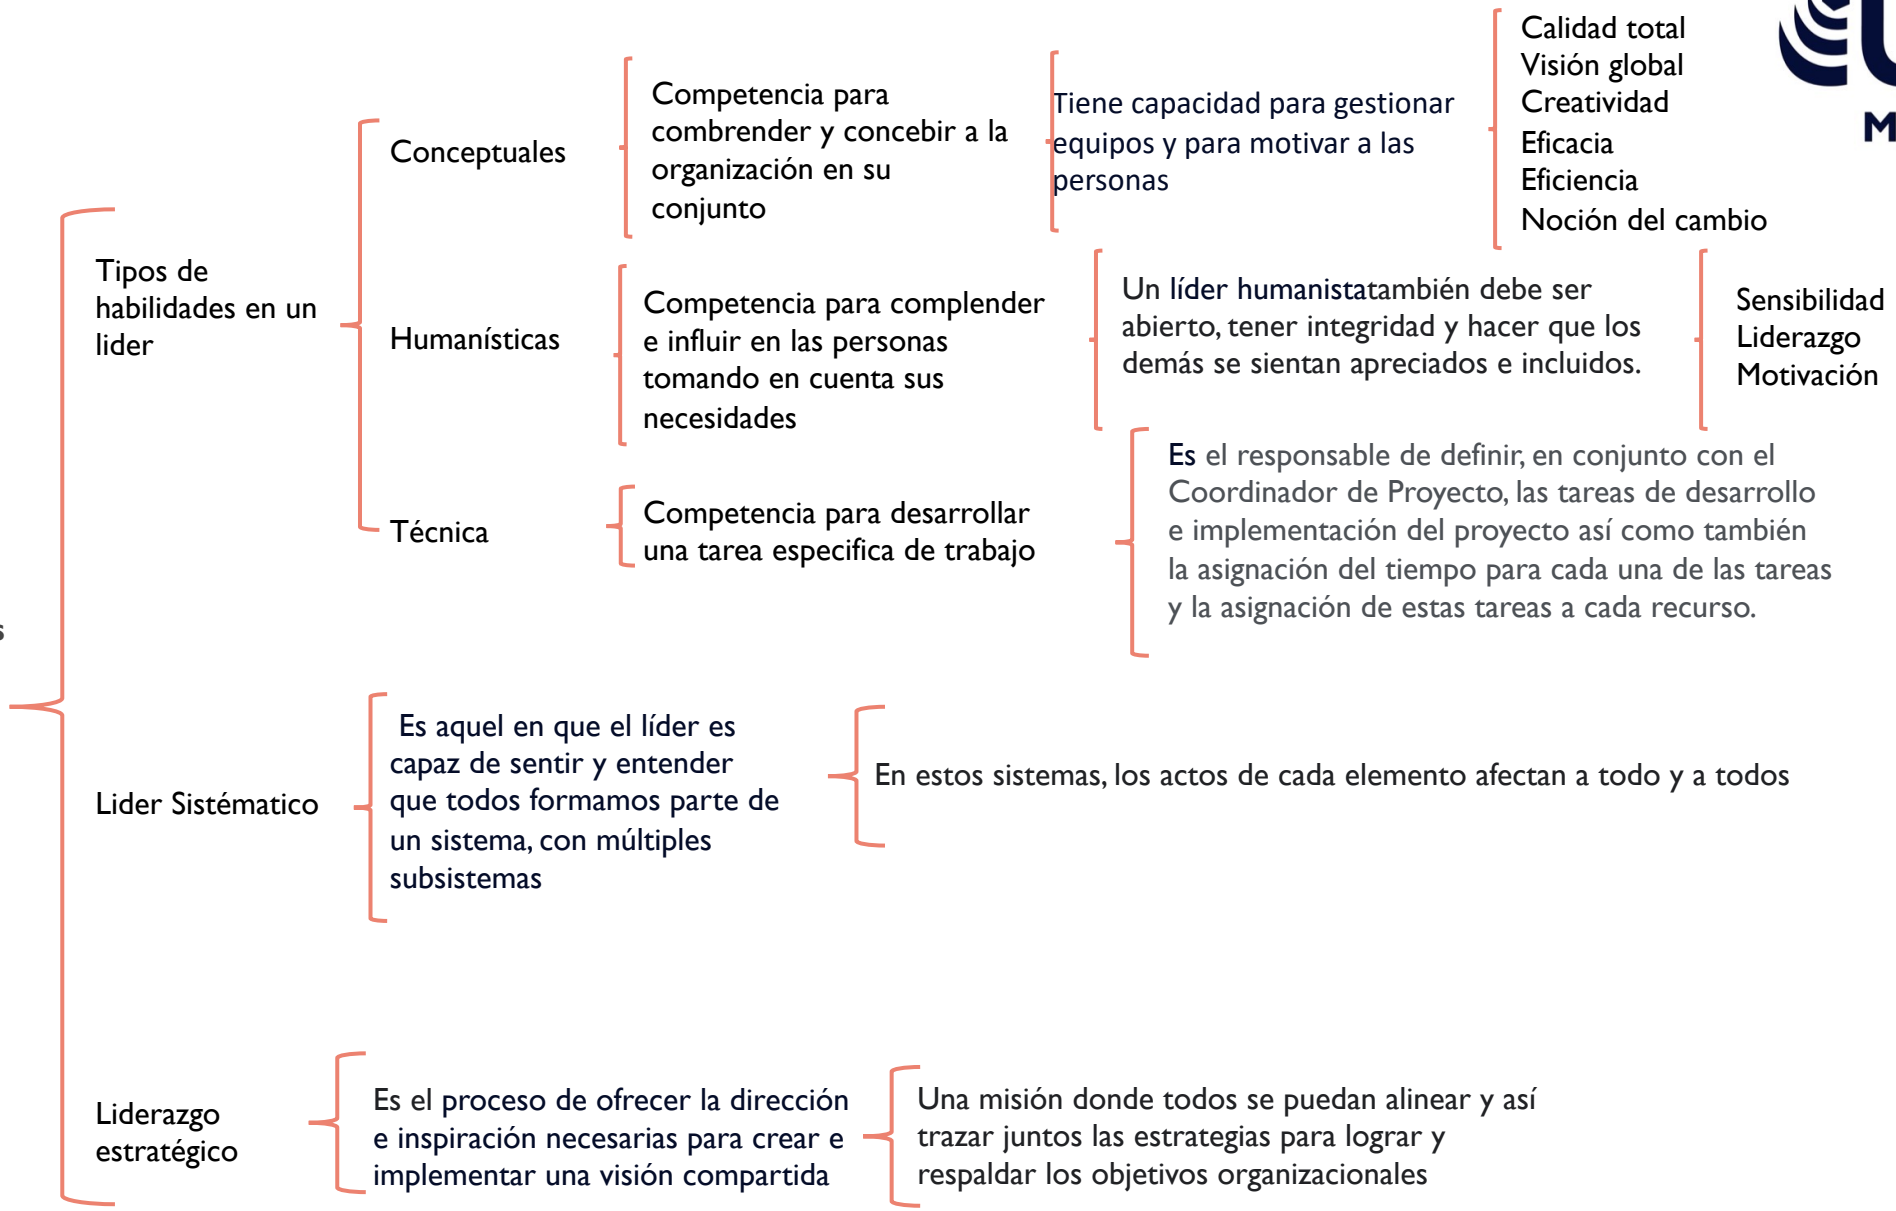 Calidad total
Visión global
Creatividad
Eficacia
Eficiencia
Noción del cambio
Tiene capacidad para gestionar
equipos y para motivar a las
personas
Competencia para
combrender y concebir a la
organización en su
conjunto
Conceptuales
Tipos de
habilidades en un
lider
Humanísticas
Competencia para complender
e influir en las personas
tomando en cuenta sus
necesidades
Un líder humanistatambién debe ser
abierto, tener integridad y hacer que los
demás se sientan apreciados e incluidos.
Sensibilidad
Liderazgo
Motivación
Técnica
Competencia para desarrollar
una tarea especifica de trabajo
Es el responsable de definir, en conjunto con el
Coordinador de Proyecto, las tareas de desarrollo
e implementación del proyecto así como también
la asignación del tiempo para cada una de las tareas
y la asignación de estas tareas a cada recurso.
Lider Sistématico
Es aquel en que el líder es
capaz de sentir y entender
que todos formamos parte de
un sistema, con múltiples
subsistemas
En estos sistemas, los actos de cada elemento afectan a todo y a todos
Liderazgo
estratégico
Es el proceso de ofrecer la dirección
e inspiración necesarias para crear e
implementar una visión compartida
Una misión donde todos se puedan alinear y así
trazar juntos las estrategias para lograr y
respaldar los objetivos organizacionales